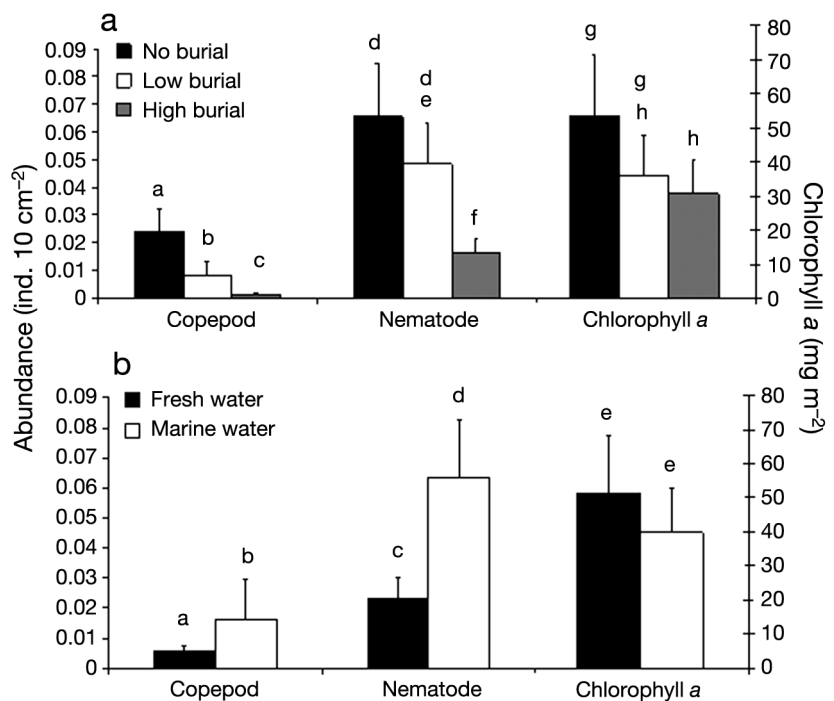 a
No burial
Low burial
High burial
0.09
0.08
0.07
0.06
0.05
0.04
0.03
0.02
0.01
0
80
70
60
50
40
30
20
10
0
a
b
c
d
d
e
f
g
g
h
h
Copepod
Nematode
Chlorophyll a
Abundance (ind. 10 cm⁻²)
Chlorophyll a (mg m⁻²)
b
Fresh water
Marine water
0.09
0.08
0.07
0.06
0.05
0.04
0.03
0.02
0.01
0
80
70
60
50
40
30
20
10
0
a
b
c
d
e
e
Copepod
Nematode
Chlorophyll a